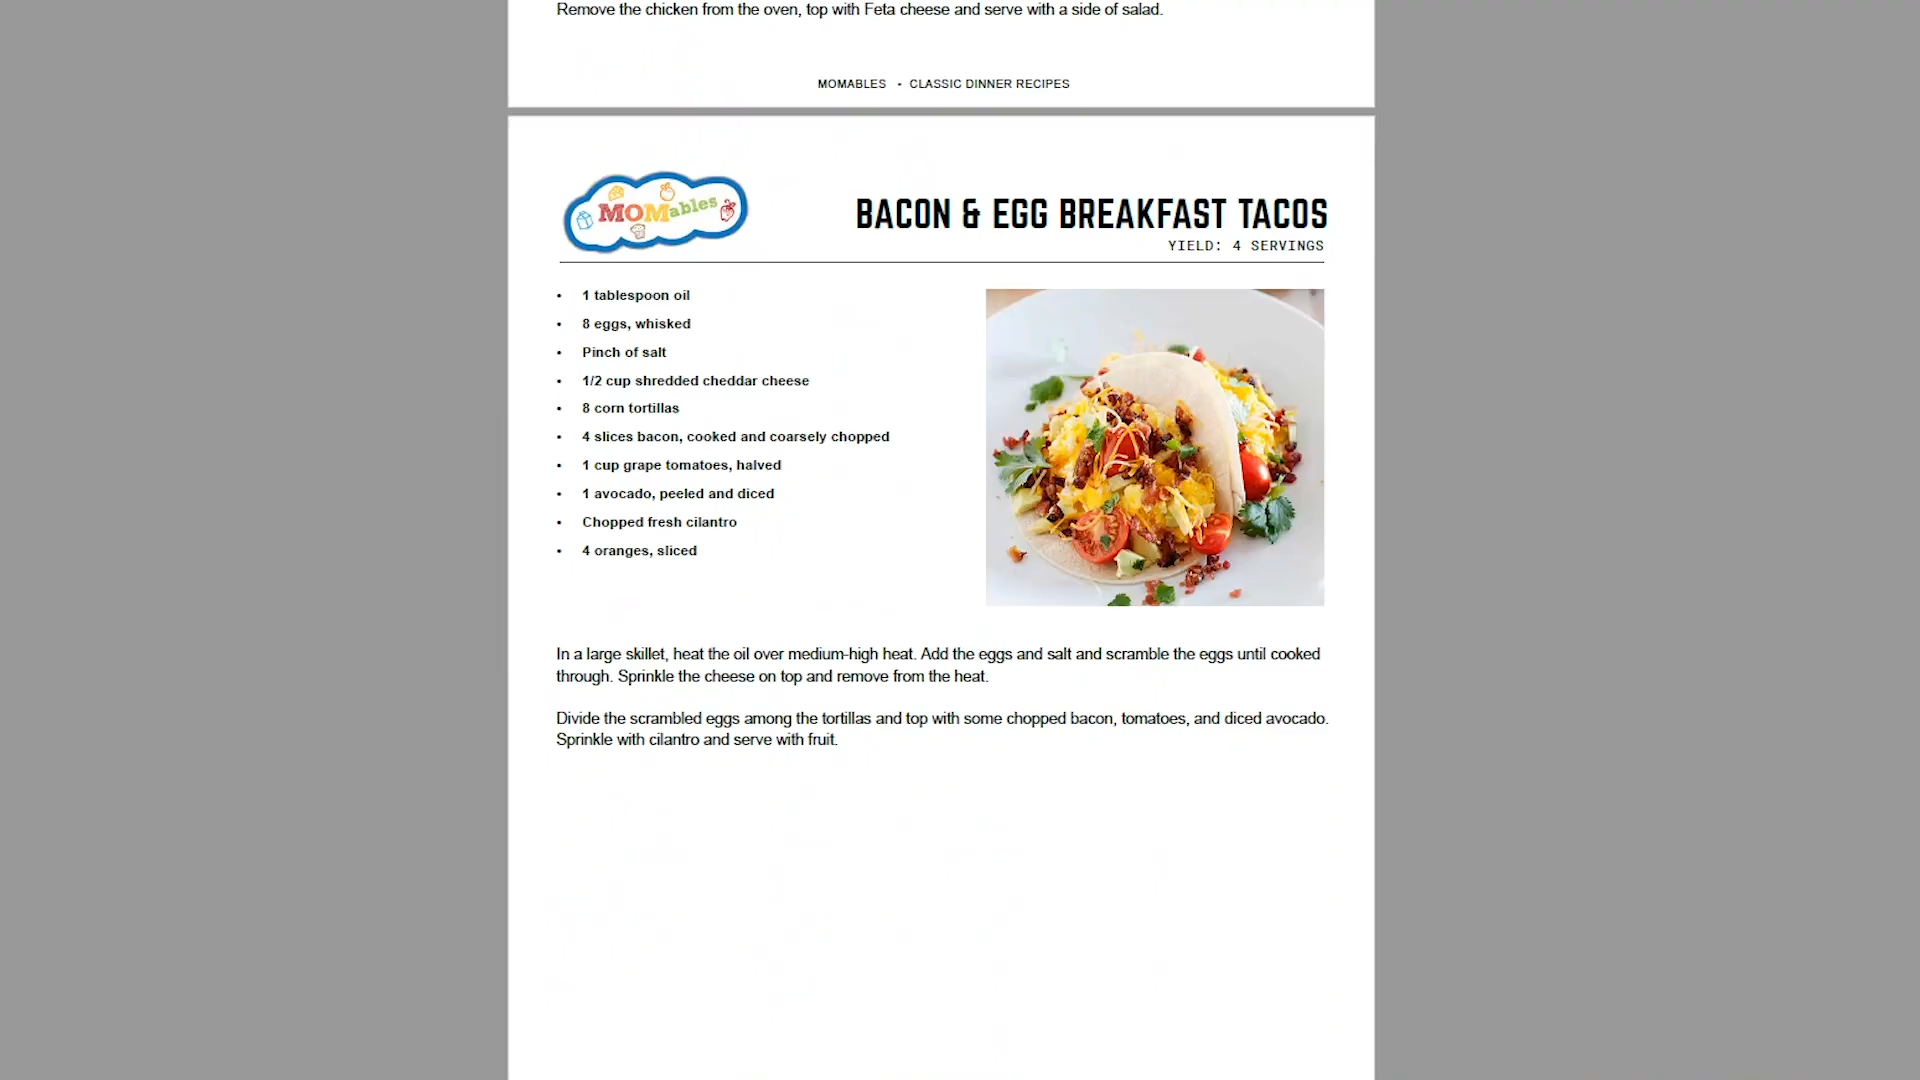 Remove the chicken from the oven, top with Feta cheese and serve with a side of salad.
MOMABLES • CLASSIC DINNER RECIPES
MOMables
BACON & EGG BREAKFAST TACOS
YIELD: 4 SERVINGS
• 1 tablespoon oil
• 8 eggs, whisked
• Pinch of salt
• 1/2 cup shredded cheddar cheese
• 8 corn tortillas
• 4 slices bacon, cooked and coarsely chopped
• 1 cup grape tomatoes, halved
• 1 avocado, peeled and diced
• Chopped fresh cilantro
• 4 oranges, sliced
In a large skillet, heat the oil over medium-high heat. Add the eggs and salt and scramble the eggs until cooked
through. Sprinkle the cheese on top and remove from the heat.
Divide the scrambled eggs among the tortillas and top with some chopped bacon, tomatoes, and diced avocado.
Sprinkle with cilantro and serve with fruit.